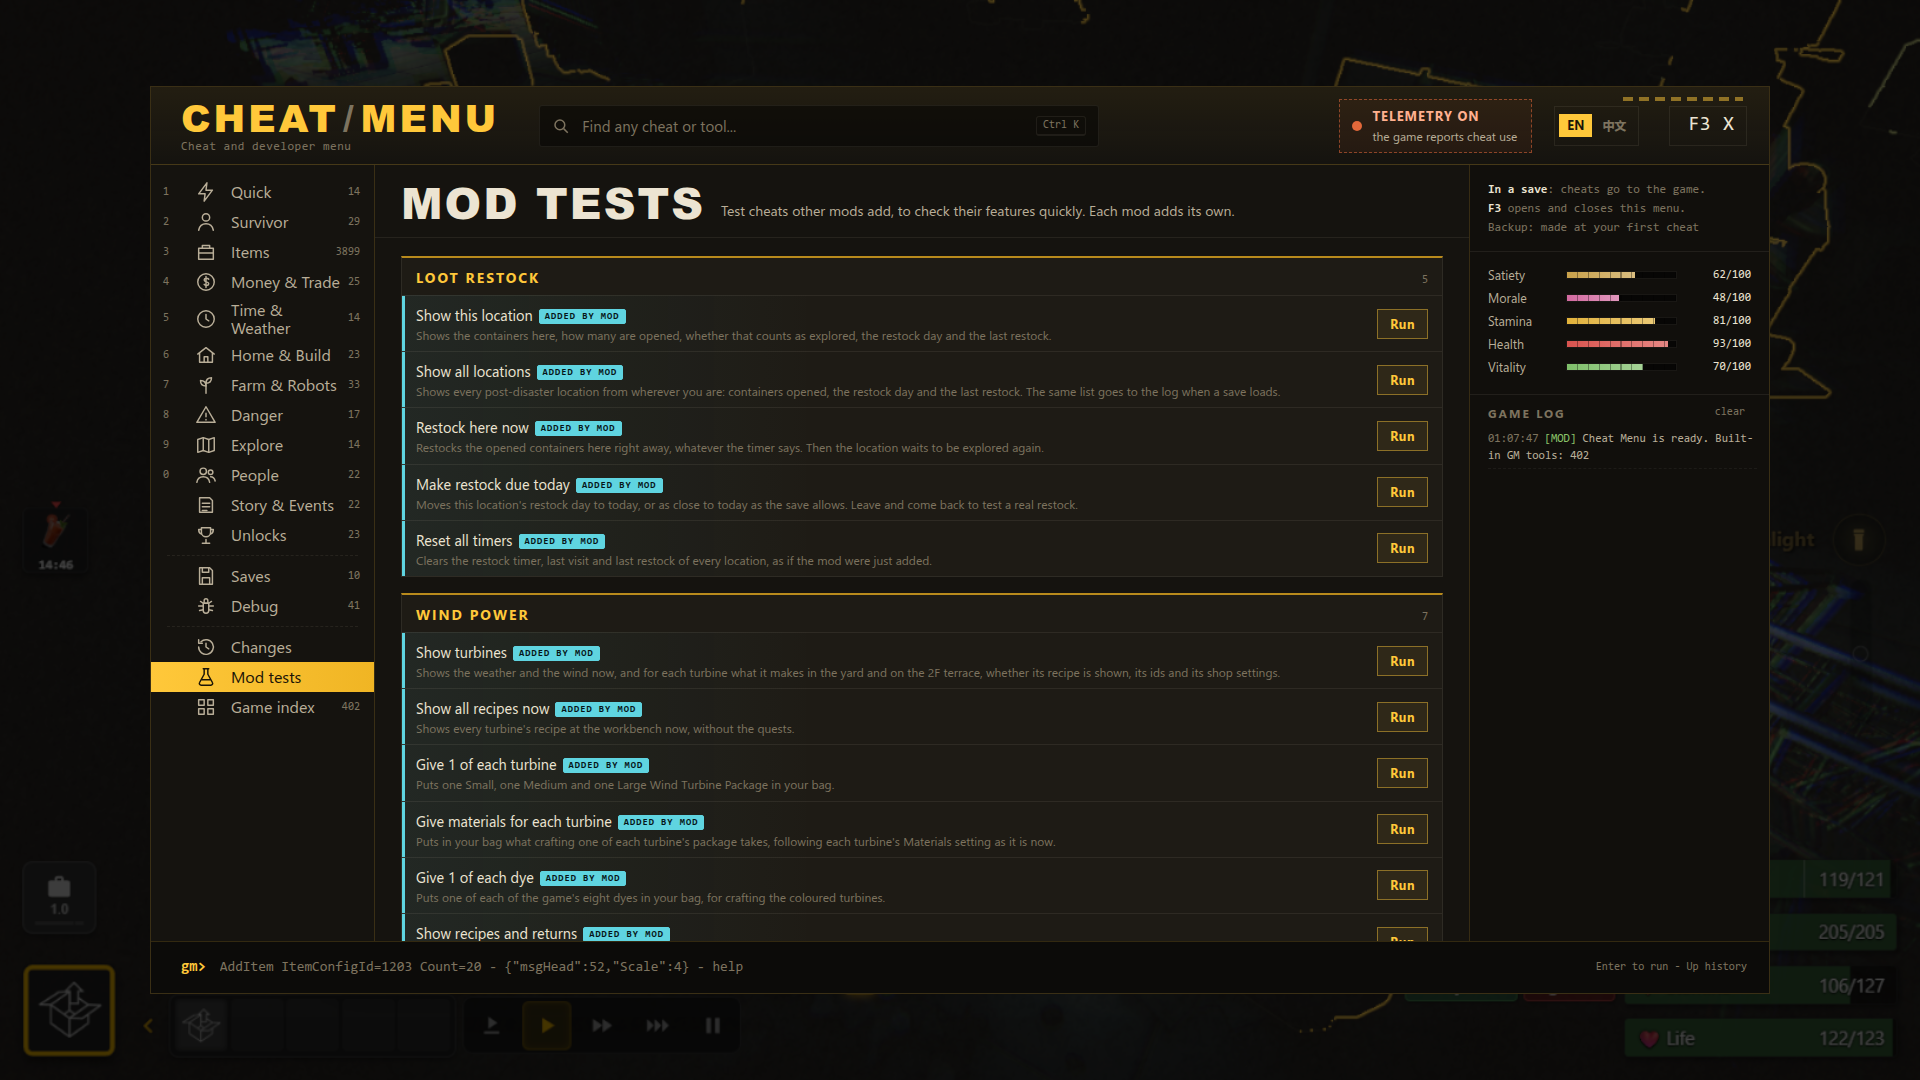 CHEAT/MENU
Cheat and developer menu
Find any cheat or tool...
Ctrl K
TELEMETRY ON
the game reports cheat use
EN
中文
F3 X
1 Quick 14
2 Survivor 29
3 Items 3899
4 Money & Trade 25
5 Time & Weather 14
6 Home & Build 23
7 Farm & Robots 33
8 Danger 17
9 Explore 14
0 People 22
Story & Events 22
Unlocks 23
Saves 10
Debug 41
Changes
Mod tests
Game index 402
MOD TESTS
Test cheats other mods add, to check their features quickly. Each mod adds its own.
LOOT RESTOCK 5
Show this location ADDED BY MOD
Shows the containers here, how many are opened, whether that counts as explored, the restock day and the last restock.
Run
Show all locations ADDED BY MOD
Shows every post-disaster location from wherever you are: containers opened, the restock day and the last restock. The same list goes to the log when a save loads.
Run
Restock here now ADDED BY MOD
Restocks the opened containers here right away, whatever the timer says. Then the location waits to be explored again.
Run
Make restock due today ADDED BY MOD
Moves this location's restock day to today, or as close to today as the save allows. Leave and come back to test a real restock.
Run
Reset all timers ADDED BY MOD
Clears the restock timer, last visit and last restock of every location, as if the mod were just added.
Run
WIND POWER 7
Show turbines ADDED BY MOD
Shows the weather and the wind now, and for each turbine what it makes in the yard and on the 2F terrace, whether its recipe is shown, its ids and its shop settings.
Run
Show all recipes now ADDED BY MOD
Shows every turbine's recipe at the workbench now, without the quests.
Run
Give 1 of each turbine ADDED BY MOD
Puts one Small, one Medium and one Large Wind Turbine Package in your bag.
Run
Give materials for each turbine ADDED BY MOD
Puts in your bag what crafting one of each turbine's package takes, following each turbine's Materials setting as it is now.
Run
Give 1 of each dye ADDED BY MOD
Puts one of each of the game's eight dyes in your bag, for crafting the coloured turbines.
Run
Show recipes and returns ADDED BY MOD
Run
In a save: cheats go to the game.
F3 opens and closes this menu.
Backup: made at your first cheat
Satiety 62/100
Morale 48/100
Stamina 81/100
Health 93/100
Vitality 70/100
GAME LOG clear
01:07:47 [MOD] Cheat Menu is ready. Built-
in GM tools: 402
gm> AddItem ItemConfigId=1203 Count=20 - {"msgHead":52,"Scale":4} - help
Enter to run - Up history
14:46
1.0
light
119/121
205/205
106/127
Life 122/123